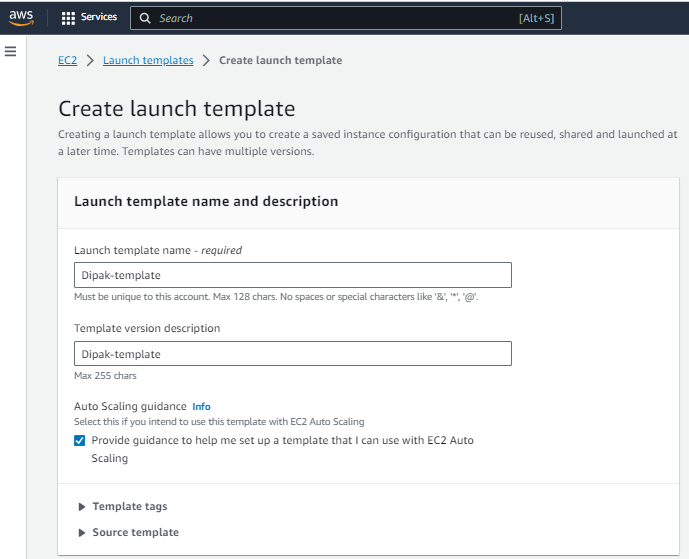 aws Services Search [Alt+S]
EC2 > Launch templates > Create launch template
Create launch template
Creating a launch template allows you to create a saved instance configuration that can be reused, shared and launched at
a later time. Templates can have multiple versions.
Launch template name and description
Launch template name - required
Dipak-template
Must be unique to this account. Max 128 chars. No spaces or special characters like '&', '*', '@'.
Template version description
Dipak-template
Max 255 chars
Auto Scaling guidance Info
Select this if you intend to use this template with EC2 Auto Scaling
Provide guidance to help me set up a template that I can use with EC2 Auto
Scaling
Template tags
Source template